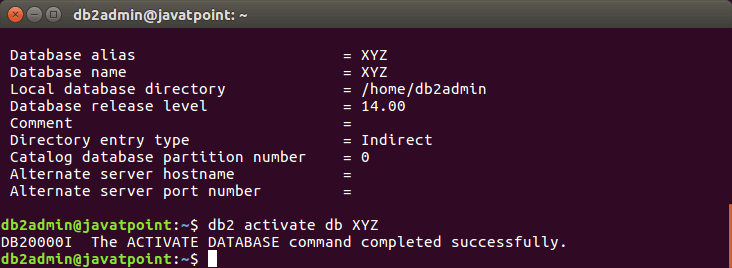 db2admin@javatpoint: ~
Database alias = XYZ
Database name = XYZ
Local database directory = /home/db2admin
Database release level = 14.00
Comment =
Directory entry type = Indirect
Catalog database partition number = 0
Alternate server hostname =
Alternate server port number =
db2admin@javatpoint:~$ db2 activate db XYZ
DB20000I  The ACTIVATE DATABASE command completed successfully.
db2admin@javatpoint:~$